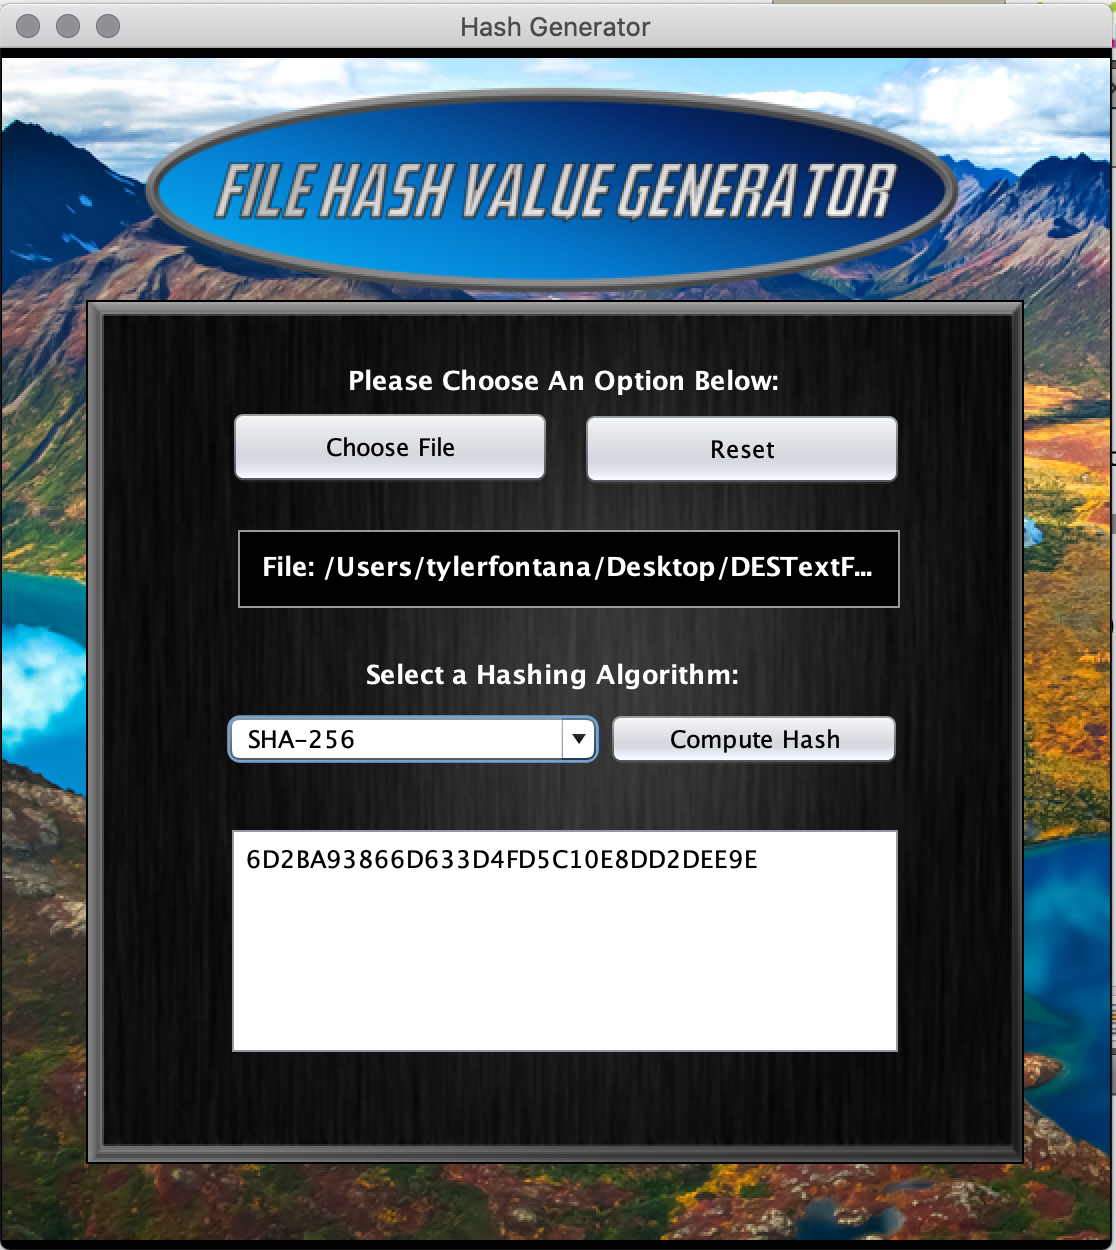 Hash Generator
FILE HASH VALUE GENERATOR
Please Choose An Option Below:
Choose File
Reset
File: /Users/tylerfontana/Desktop/DESTextF...
Select a Hashing Algorithm:
SHA-256
Compute Hash
6D2BA93866D633D4FD5C10E8DD2DEE9E